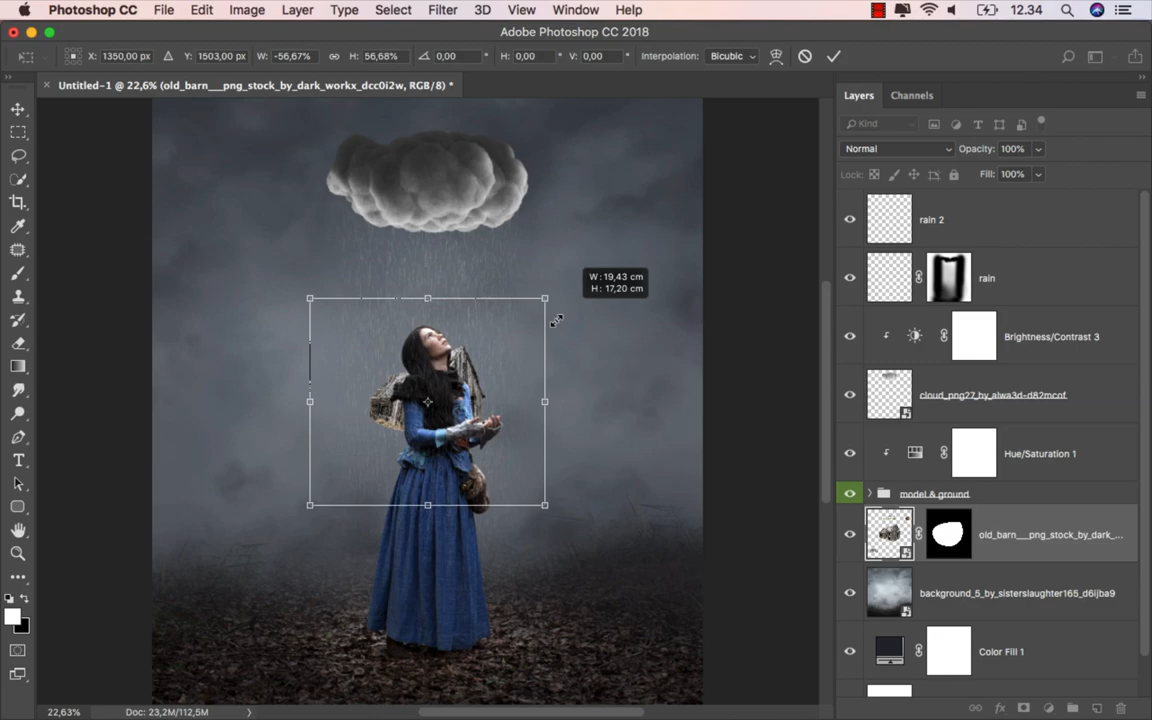 Photoshop CC File Edit Image Layer Type Select Filter 3D View Window Help 12.34
Adobe Photoshop CC 2018
X: 1350,00 px Y: 1503,00 px W: -56,67% H: 56,68% 0,00 ° H: 0,00 ° V: 0,00 ° Interpolation: Bicubic
Untitled-1 @ 22,6% (old_barn___png_stock_by_dark_workx_dcc0i2w, RGB/8) *
Layers Channels
Kind
Normal Opacity: 100%
Lock: Fill: 100%
rain 2
rain
W: 19,43 cm
H: 17,20 cm
Brightness/Contrast 3
cloud_png27_by_alwa3d-d82mcof
Hue/Saturation 1
model & ground
old_barn___png_stock_by_dark_...
background_5_by_sisterslaughter165_d6ijba9
Color Fill 1
22,63% Doc: 23,2M/112,5M